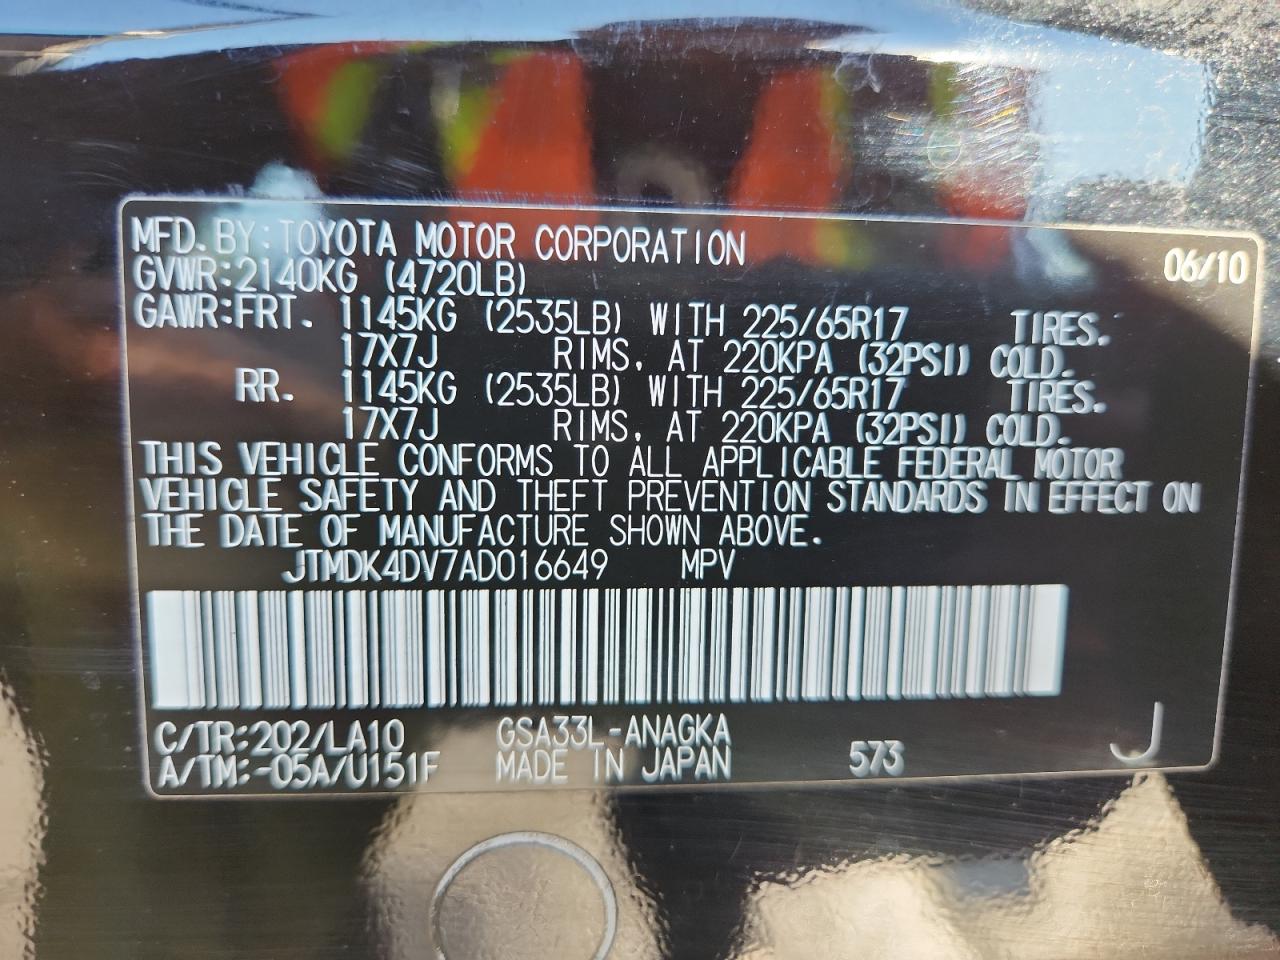 MFD. BY: TOYOTA MOTOR CORPORATION 06/10
GVWR:2140KG (4720LB)
GAWR:FRT. 1145KG (2535LB) WITH 225/65R17 TIRES.
17X7J RIMS, AT 220KPA (32PSI) COLD.
RR. 1145KG (2535LB) WITH 225/65R17 TIRES.
17X7J RIMS, AT 220KPA (32PSI) COLD.
THIS VEHICLE CONFORMS TO ALL APPLICABLE FEDERAL MOTOR
VEHICLE SAFETY AND THEFT PREVENTION STANDARDS IN EFFECT ON
THE DATE OF MANUFACTURE SHOWN ABOVE.
JTMDK4DV7AD016649 MPV
C/TR:202/LA10 GSA33L-ANAGKA
A/TM:-05A/U151F MADE IN JAPAN 573 J